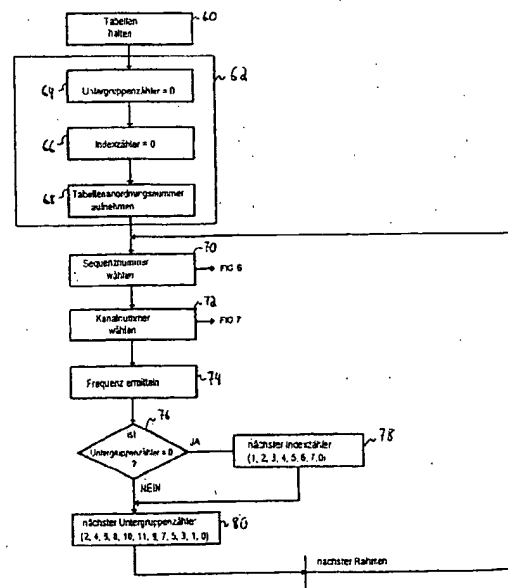 Tabellen
halten
60
62
64
Untergruppenzähler = 0
66
Indexzähler = 0
68
Tabellenanordnungsnummer
aufnehmen
70
Sequenznummer
wählen
FIG 6
72
Kanalnummer
wählen
FIG 7
Frequenz ermitteln
74
76
ist
Untergruppenzähler = 0
?
JA
nächster Indexzähler
(1, 2, 3, 4, 5, 6, 7, 0)
78
NEIN
nächster Untergruppenzähler
(2, 4, 6, 8, 10, 11, 9, 7, 5, 3, 1, 0)
80
nächster Rahmen